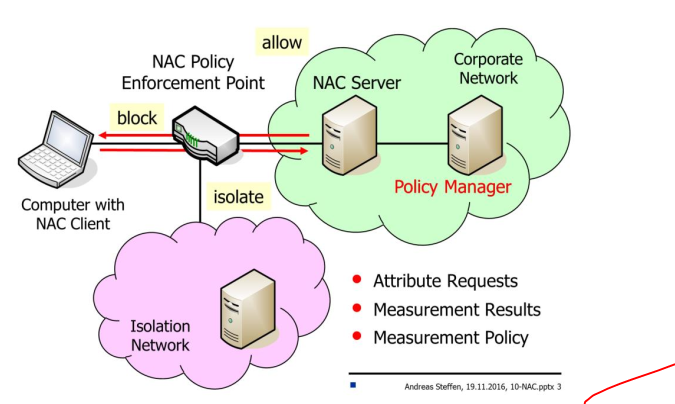 allow
NAC Policy
Enforcement Point
NAC Server
Corporate
Network
block
Policy Manager
isolate
Computer with
NAC Client
Isolation
Network
Attribute Requests
Measurement Results
Measurement Policy
Andreas Steffen, 19.11.2016, 10-NAC.pptx 3